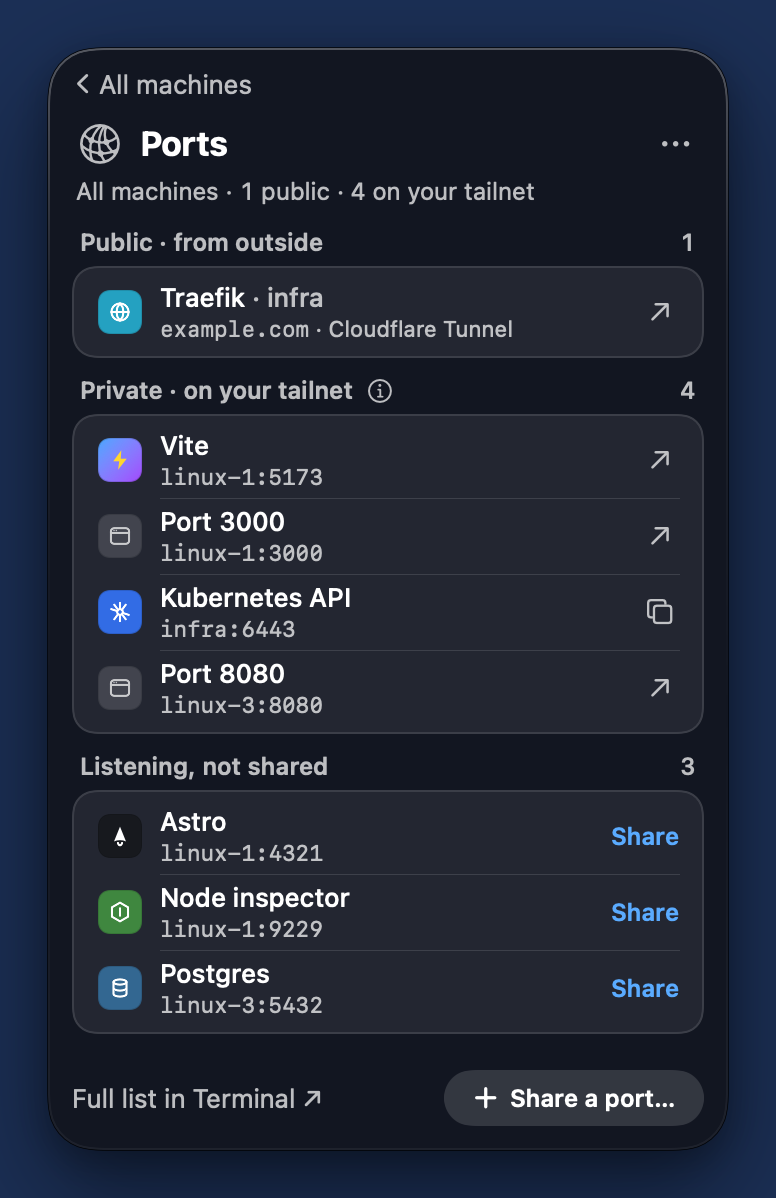 All machines
Ports
All machines · 1 public · 4 on your tailnet
Public · from outside 1
Traefik · infra
example.com · Cloudflare Tunnel
Private · on your tailnet 4
Vite
linux-1:5173
Port 3000
linux-1:3000
Kubernetes API
infra:6443
Port 8080
linux-3:8080
Listening, not shared 3
Astro
linux-1:4321
Share
Node inspector
linux-1:9229
Share
Postgres
linux-3:5432
Share
Full list in Terminal ↗
+ Share a port...